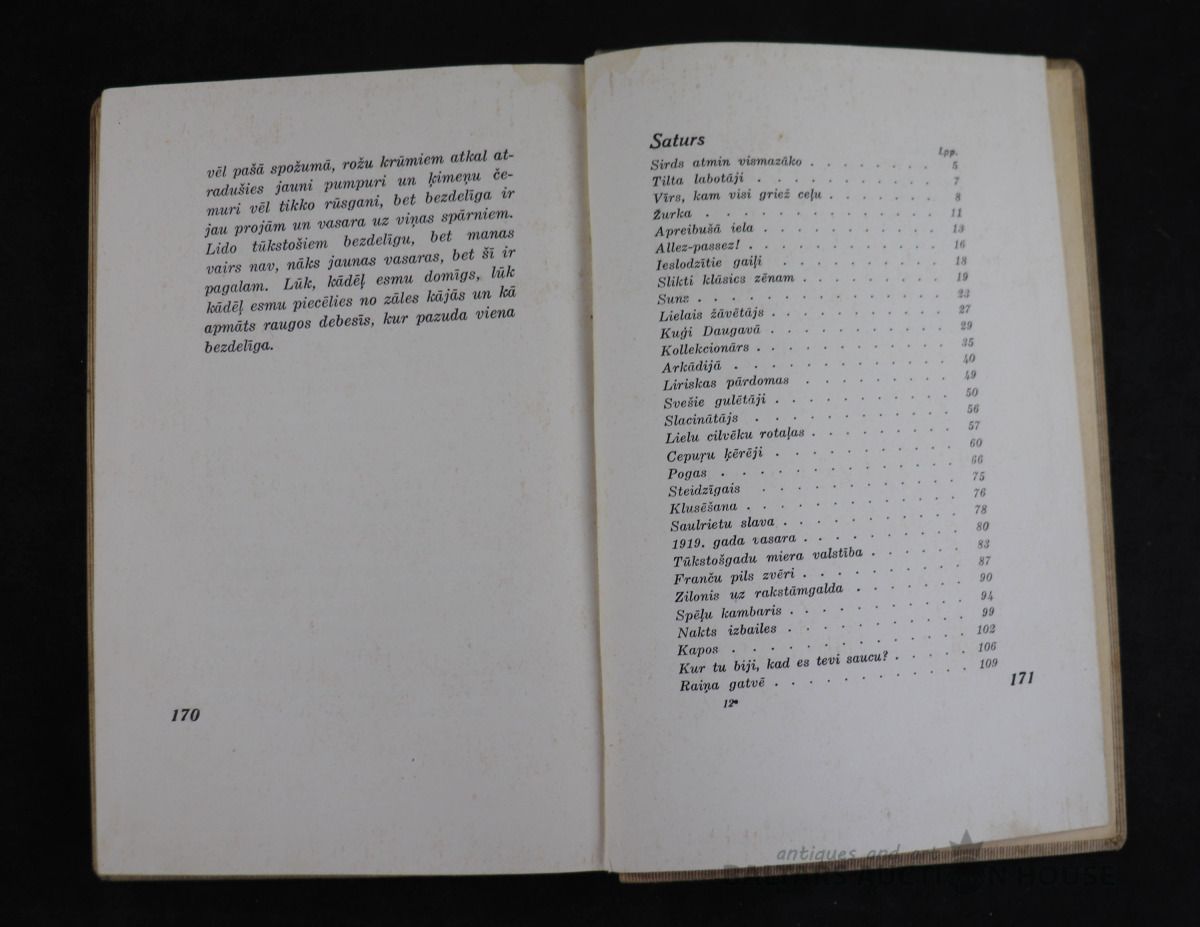 vēl pašā spožumā, rožu krūmiem atkal at-
radušies jauni pumpuri un ķimeņu če-
muri vēl tikko rūsgani, bet bezdelīga ir
jau projām un vasara uz viņas spārniem.
Lido tūkstošiem bezdelīgu, bet manas
vairs nav, nāks jaunas vasaras, bet šī ir
pagalam. Lūk, kādēļ esmu domīgs, lūk
kādēļ esmu piecēlies no zāles kājās un kā
apmāts raugos debesīs, kur pazuda viena
bezdelīga.
170
Saturs
Lpp.
Sirds atmin vismazāko . . . . . . . . 5
Tilta labotāji . . . . . . . . . . . 7
Vīrs, kam visi griež ceļu . . . . . . . 8
Žurka . . . . . . . . . . . . . 11
Apreibušā iela . . . . . . . . . . . 13
Allez-passez! . . . . . . . . . . . 16
Ieslodzītie gaiļi . . . . . . . . . . 18
Slikti klāsics zēnam . . . . . . . . . 19
Suns . . . . . . . . . . . . . . 23
Lielais žāvētājs . . . . . . . . . . . 27
Kuģi Daugavā . . . . . . . . . . . 29
Kollekcionārs . . . . . . . . . . . . 35
Arkādijā . . . . . . . . . . . . . 40
Liriskas pārdomas . . . . . . . . . 49
Svešie gulētāji . . . . . . . . . . . 50
Slacinātājs . . . . . . . . . . . . 56
Lielu cilvēku rotaļas . . . . . . . . . 57
Cepuŗu ķērēji . . . . . . . . . . . 60
Pogas . . . . . . . . . . . . . . 66
Steidzīgais . . . . . . . . . . . . 75
Klusēšana . . . . . . . . . . . . . 76
Saulrietu slava . . . . . . . . . . . 78
1919. gada vasara . . . . . . . . . . 80
Tūkstošgadu miera valstība . . . . . . 83
Franču pils zvēri . . . . . . . . . . 87
Zilonis uz rakstāmgalda . . . . . . . 90
Spēļu kambaris . . . . . . . . . . . 94
Nakts izbailes . . . . . . . . . . . 99
Kapos . . . . . . . . . . . . . . 102
Kur tu biji, kad es tevi saucu? . . . . . 106
Raiņa gatvē . . . . . . . . . . . . 109
12*
171
antiques and art
BALTARS AUCTION HOUSE